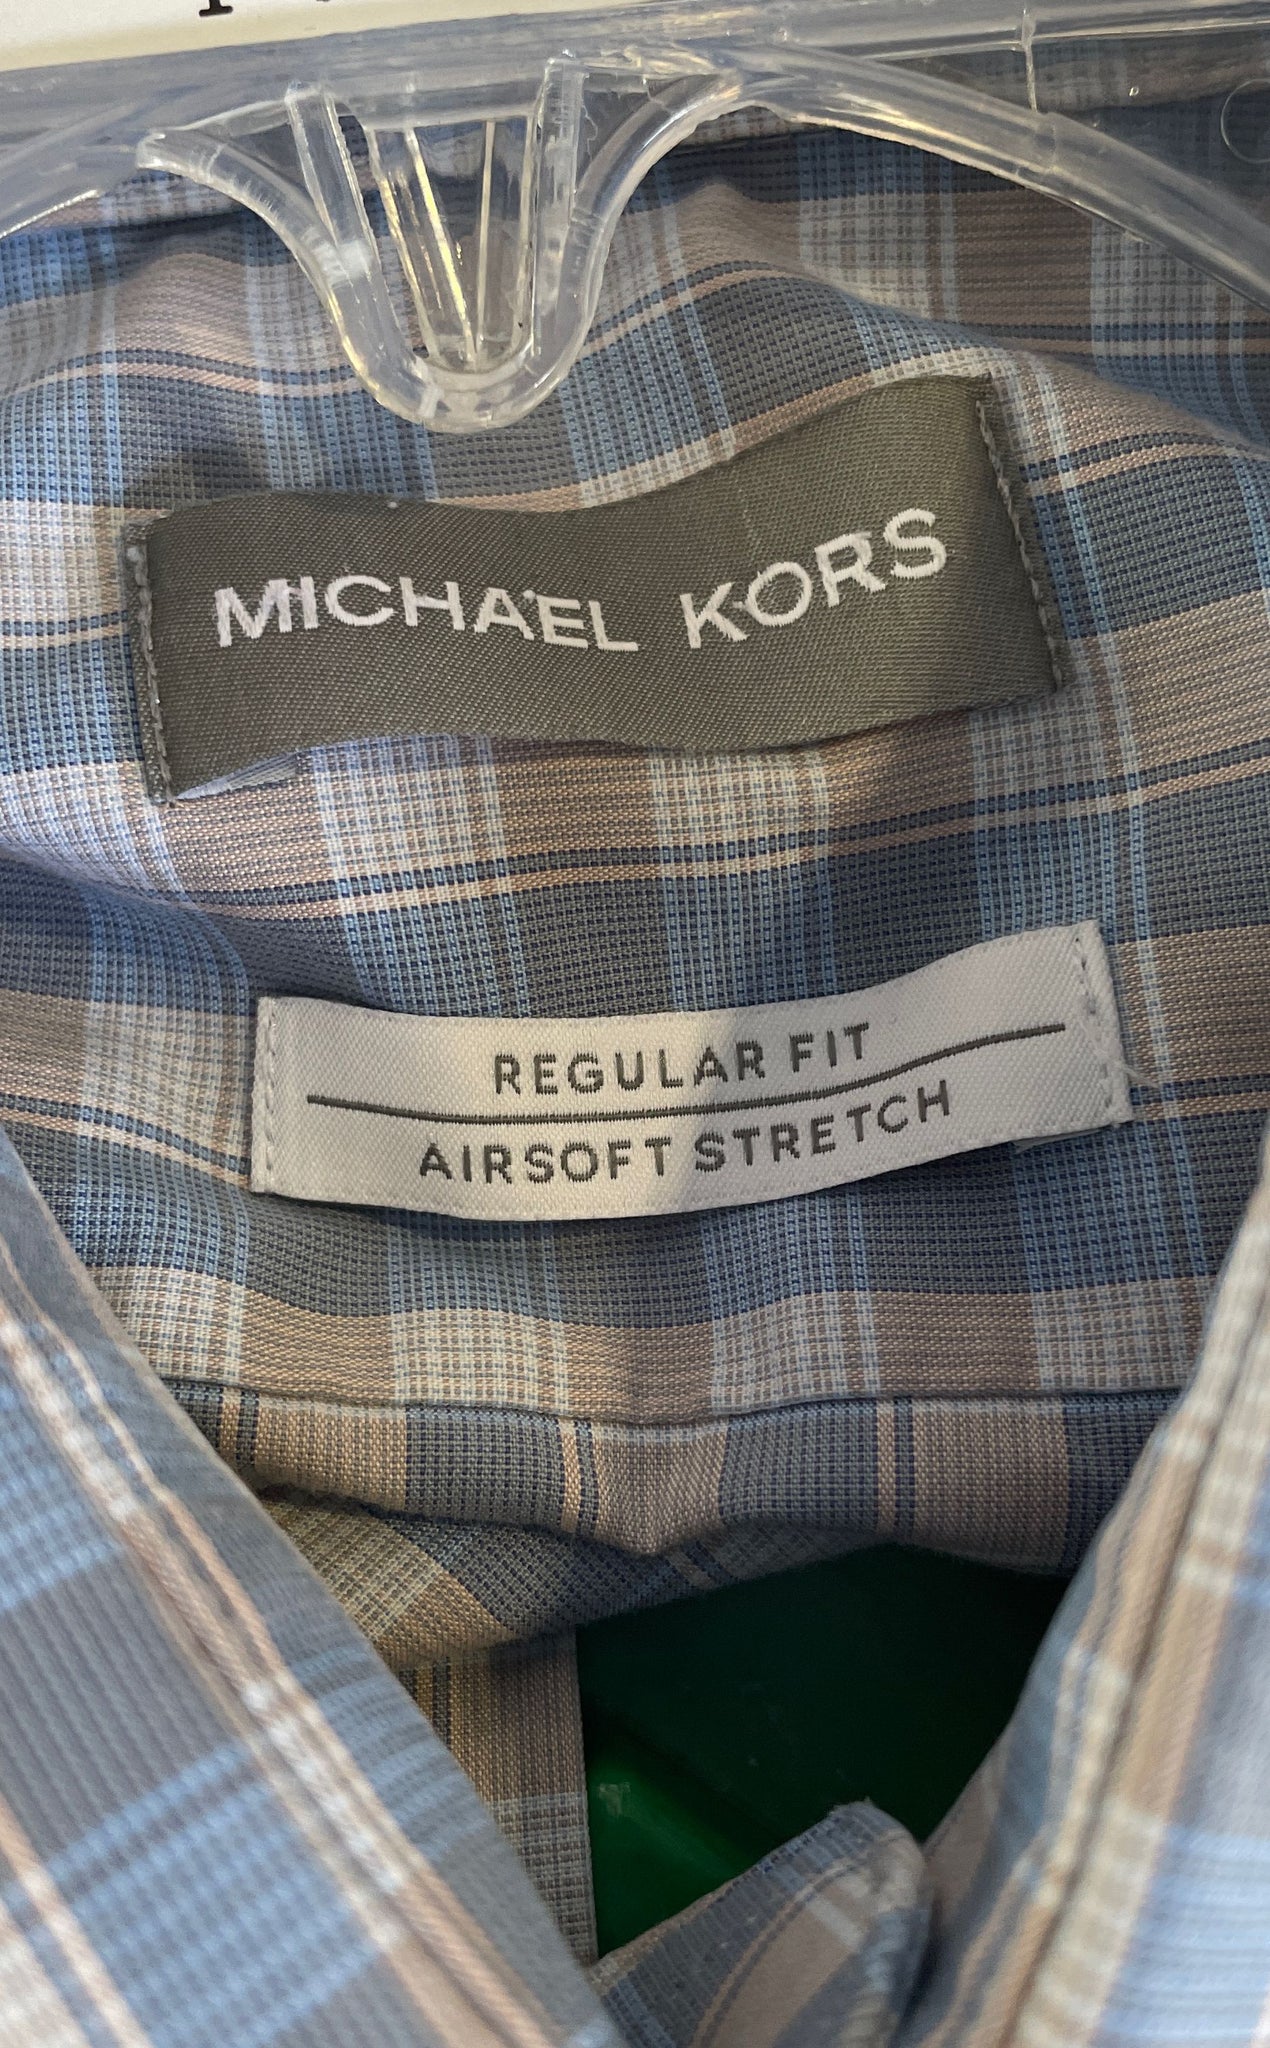 MICHAEL KORS
REGULAR FIT
AIRSOFT STRETCH